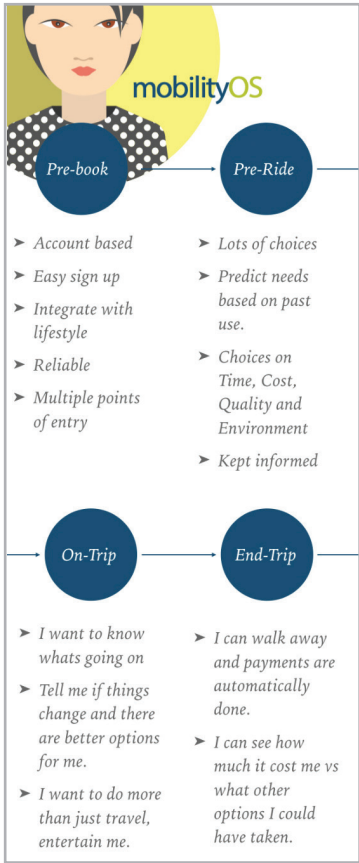 mobilityOS
Pre-book
Pre-Ride
➤ Account based
➤ Easy sign up
➤ Integrate with
lifestyle
➤ Reliable
➤ Multiple points
of entry
➤ Lots of choices
➤ Predict needs
based on past
use.
➤ Choices on
Time, Cost,
Quality and
Environment
➤ Kept informed
On-Trip
End-Trip
➤ I want to know
whats going on
➤ Tell me if things
change and there
are better options
for me.
➤ I want to do more
than just travel,
entertain me.
➤ I can walk away
and payments are
automatically
done.
➤ I can see how
much it cost me vs
what other
options I could
have taken.